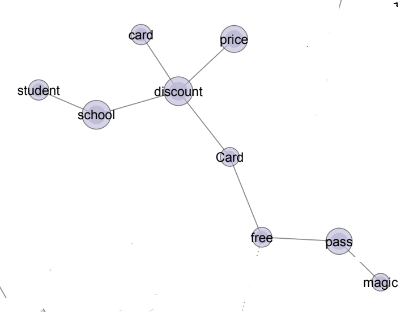 card
price
student
discount
school
Card
free
pass
magic